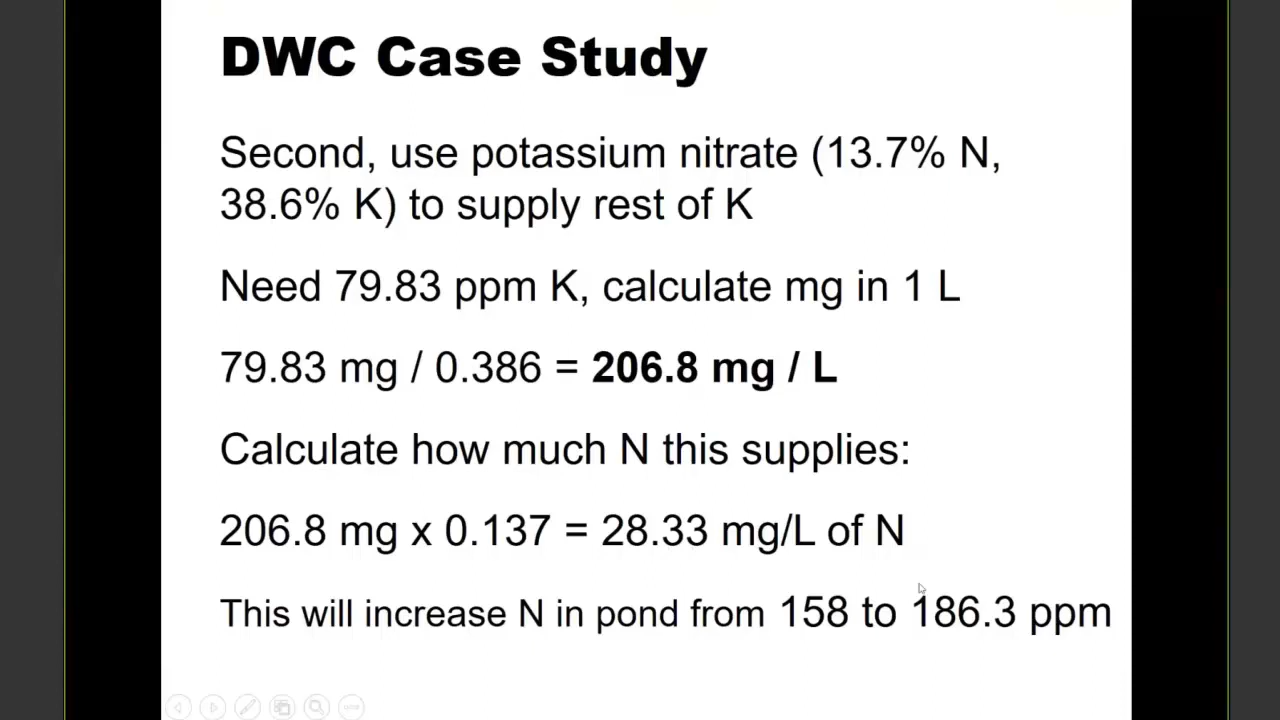 DWC Case Study
Second, use potassium nitrate (13.7% N,
38.6% K) to supply rest of K
Need 79.83 ppm K, calculate mg in 1 L
79.83 mg / 0.386 = 206.8 mg / L
Calculate how much N this supplies:
206.8 mg x 0.137 = 28.33 mg/L of N
This will increase N in pond from 158 to 186.3 ppm